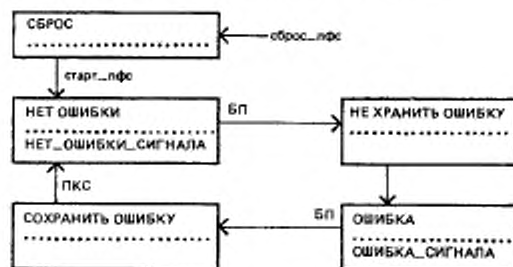 СБРОС
сброс_пфс
старт_пфс
НЕТ ОШИБКИ
НЕТ_ОШИБКИ_СИГНАЛА
БП
НЕ ХРАНИТЬ ОШИБКУ
ПКС
СОХРАНИТЬ ОШИБКУ
БП
ОШИБКА
ОШИБКА_СИГНАЛА